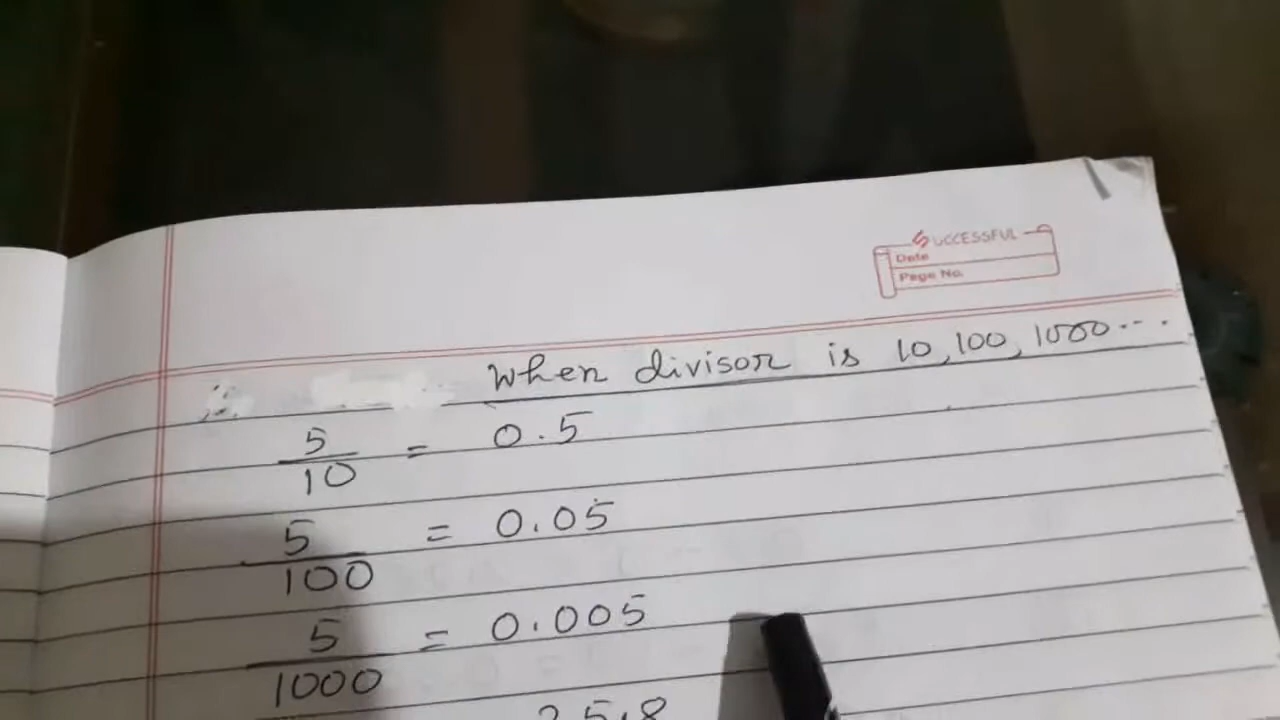 SUCCESSFUL
Date
Page No.
When divisor is 10, 100, 1000...
5/10 = 0.5
5/100 = 0.05
5/1000 = 0.005